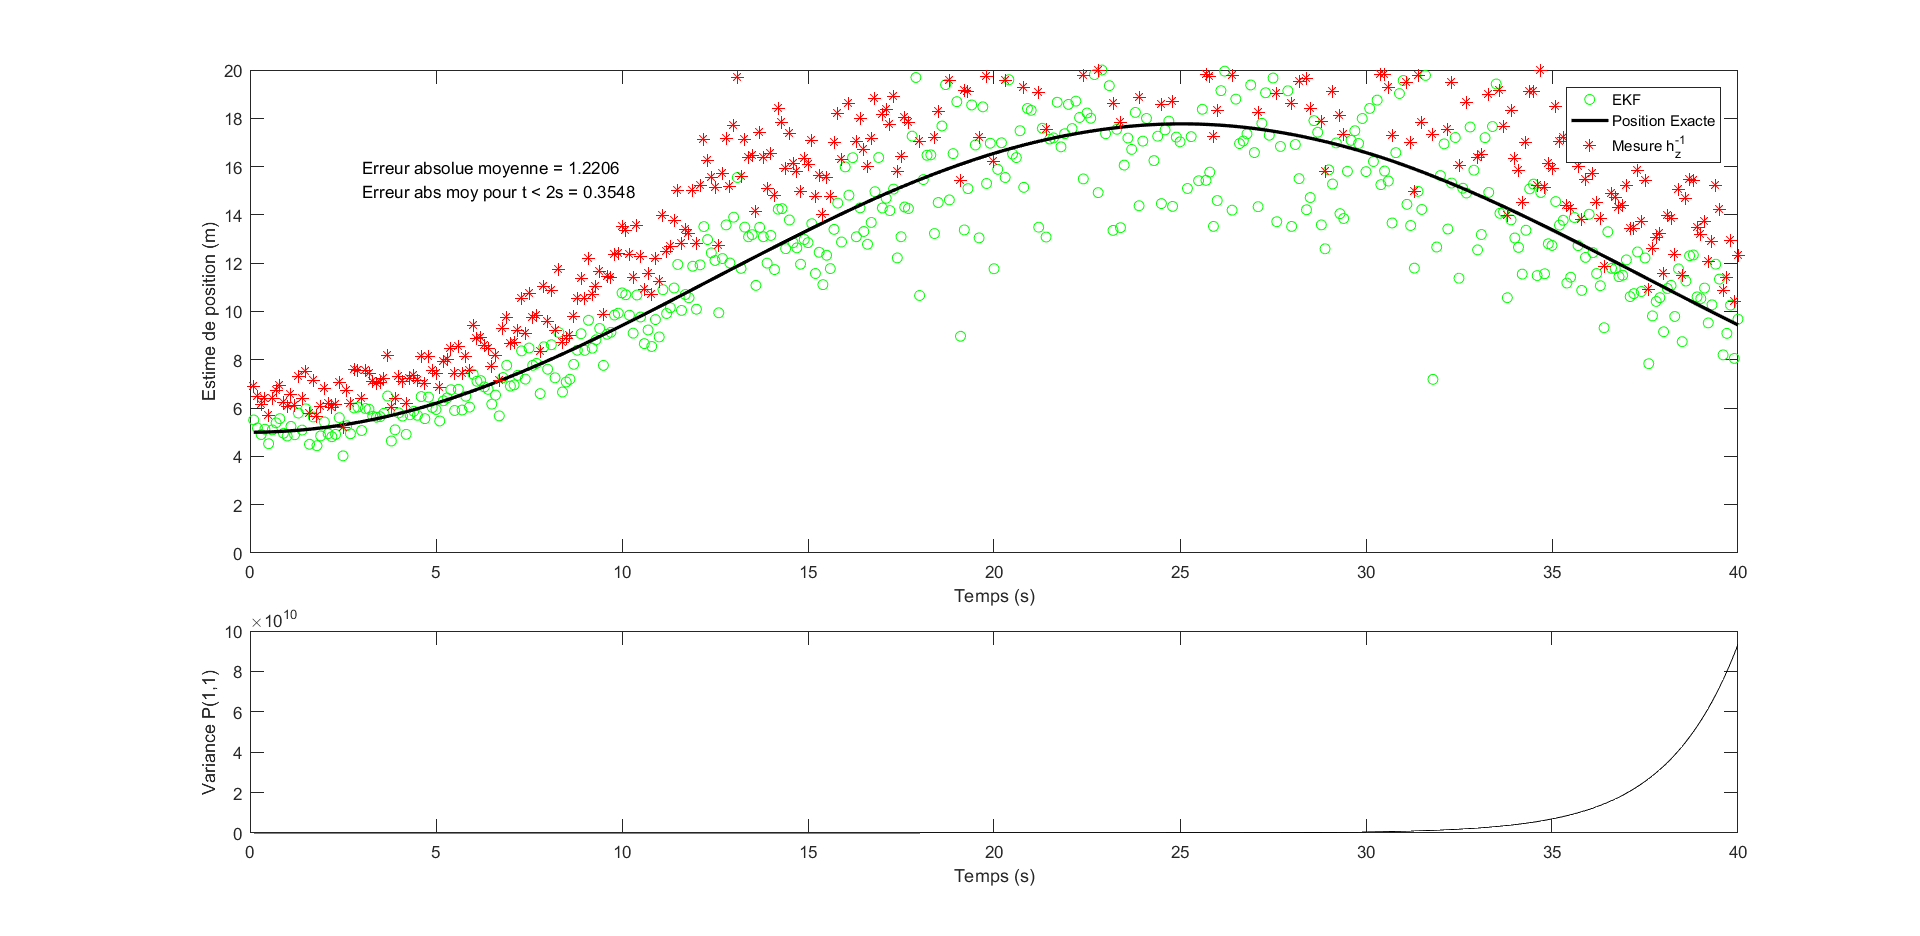 20
18
16
14
12
10
8
6
4
2
0
Estime de position (m)
Erreur absolue moyenne = 1.2206
Erreur abs moy pour t < 2s = 0.3548
EKF
Position Exacte
Mesure h_z^-1
0 5 10 15 20 25 30 35 40
Temps (s)
×10^10
10
8
6
4
2
0
Variance P(1,1)
0 5 10 15 20 25 30 35 40
Temps (s)